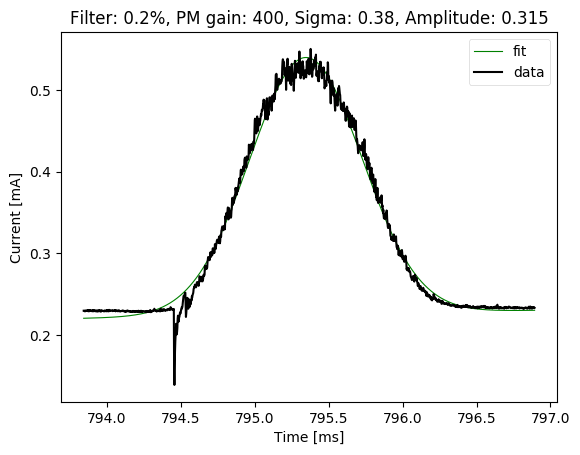 Filter: 0.2%, PM gain: 400, Sigma: 0.38, Amplitude: 0.315
fit
data
0.5
0.4
0.3
0.2
Current [mA]
794.0 794.5 795.0 795.5 796.0 796.5 797.0
Time [ms]